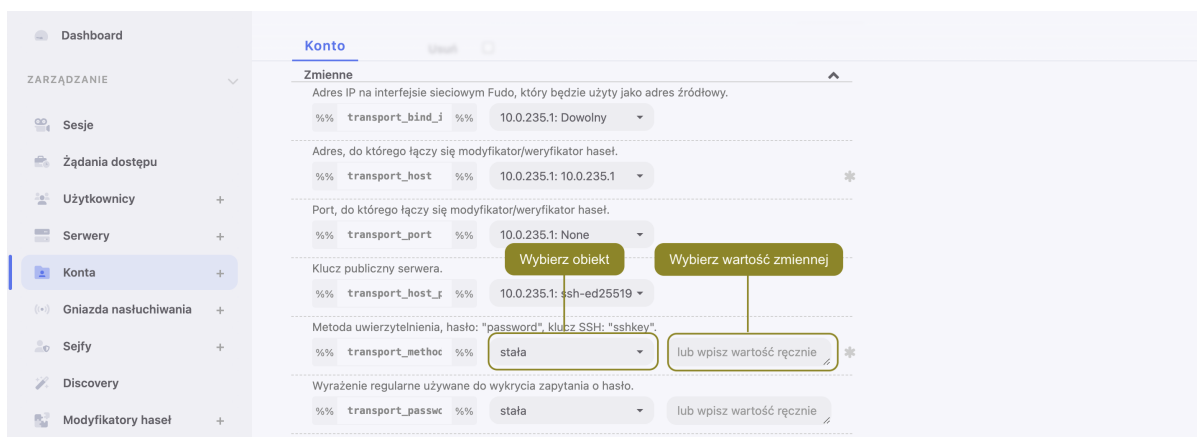 Dashboard
Konto
Usuń
ZARZĄDZANIE
Zmienne
Adres IP na interfejsie sieciowym Fudo, który będzie użyty jako adres źródłowy.
%% transport_bind_i %% 10.0.235.1: Dowolny
Sesje
Adres, do którego łączy się modyfikator/weryfikator haseł.
Żądania dostępu
%% transport_host %% 10.0.235.1: 10.0.235.1
Użytkownicy +
Port, do którego łączy się modyfikator/weryfikator haseł.
Serwery +
%% transport_port %% 10.0.235.1: None
Wybierz obiekt
Wybierz wartość zmiennej
Konta +
Klucz publiczny serwera.
%% transport_host_p %% 10.0.235.1: ssh-ed25519
Gniazda nasłuchiwania +
Metoda uwierzytelnienia, hasło: "password", klucz SSH: "sshkey".
Sejfy +
%% transport_method %% stała lub wpisz wartość ręcznie
Discovery
Wyrażenie regularne używane do wykrycia zapytania o hasło.
%% transport_passwo %% stała lub wpisz wartość ręcznie
Modyfikatory haseł +